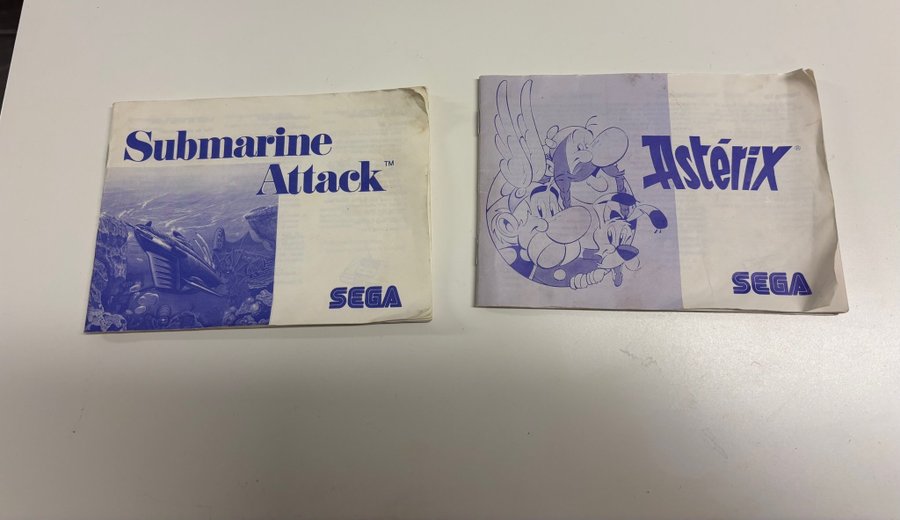 Submarine
Attack™
SEGA
Astérix®
SEGA